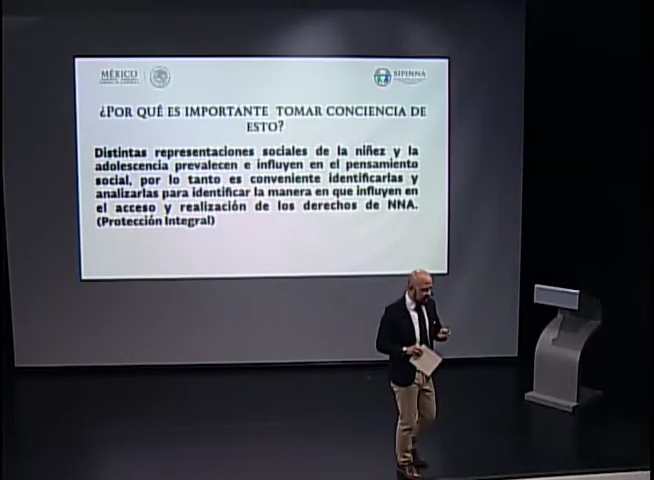 MÉXICO
SIPINNA
¿POR QUÉ ES IMPORTANTE TOMAR CONCIENCIA DE
ESTO?
Distintas representaciones sociales de la niñez y la
adolescencia prevalecen e influyen en el pensamiento
social, por lo tanto es conveniente identificarlas y
analizarlas para identificar la manera en que influyen en
el acceso y realización de los derechos de NNA.
(Protección Integral)